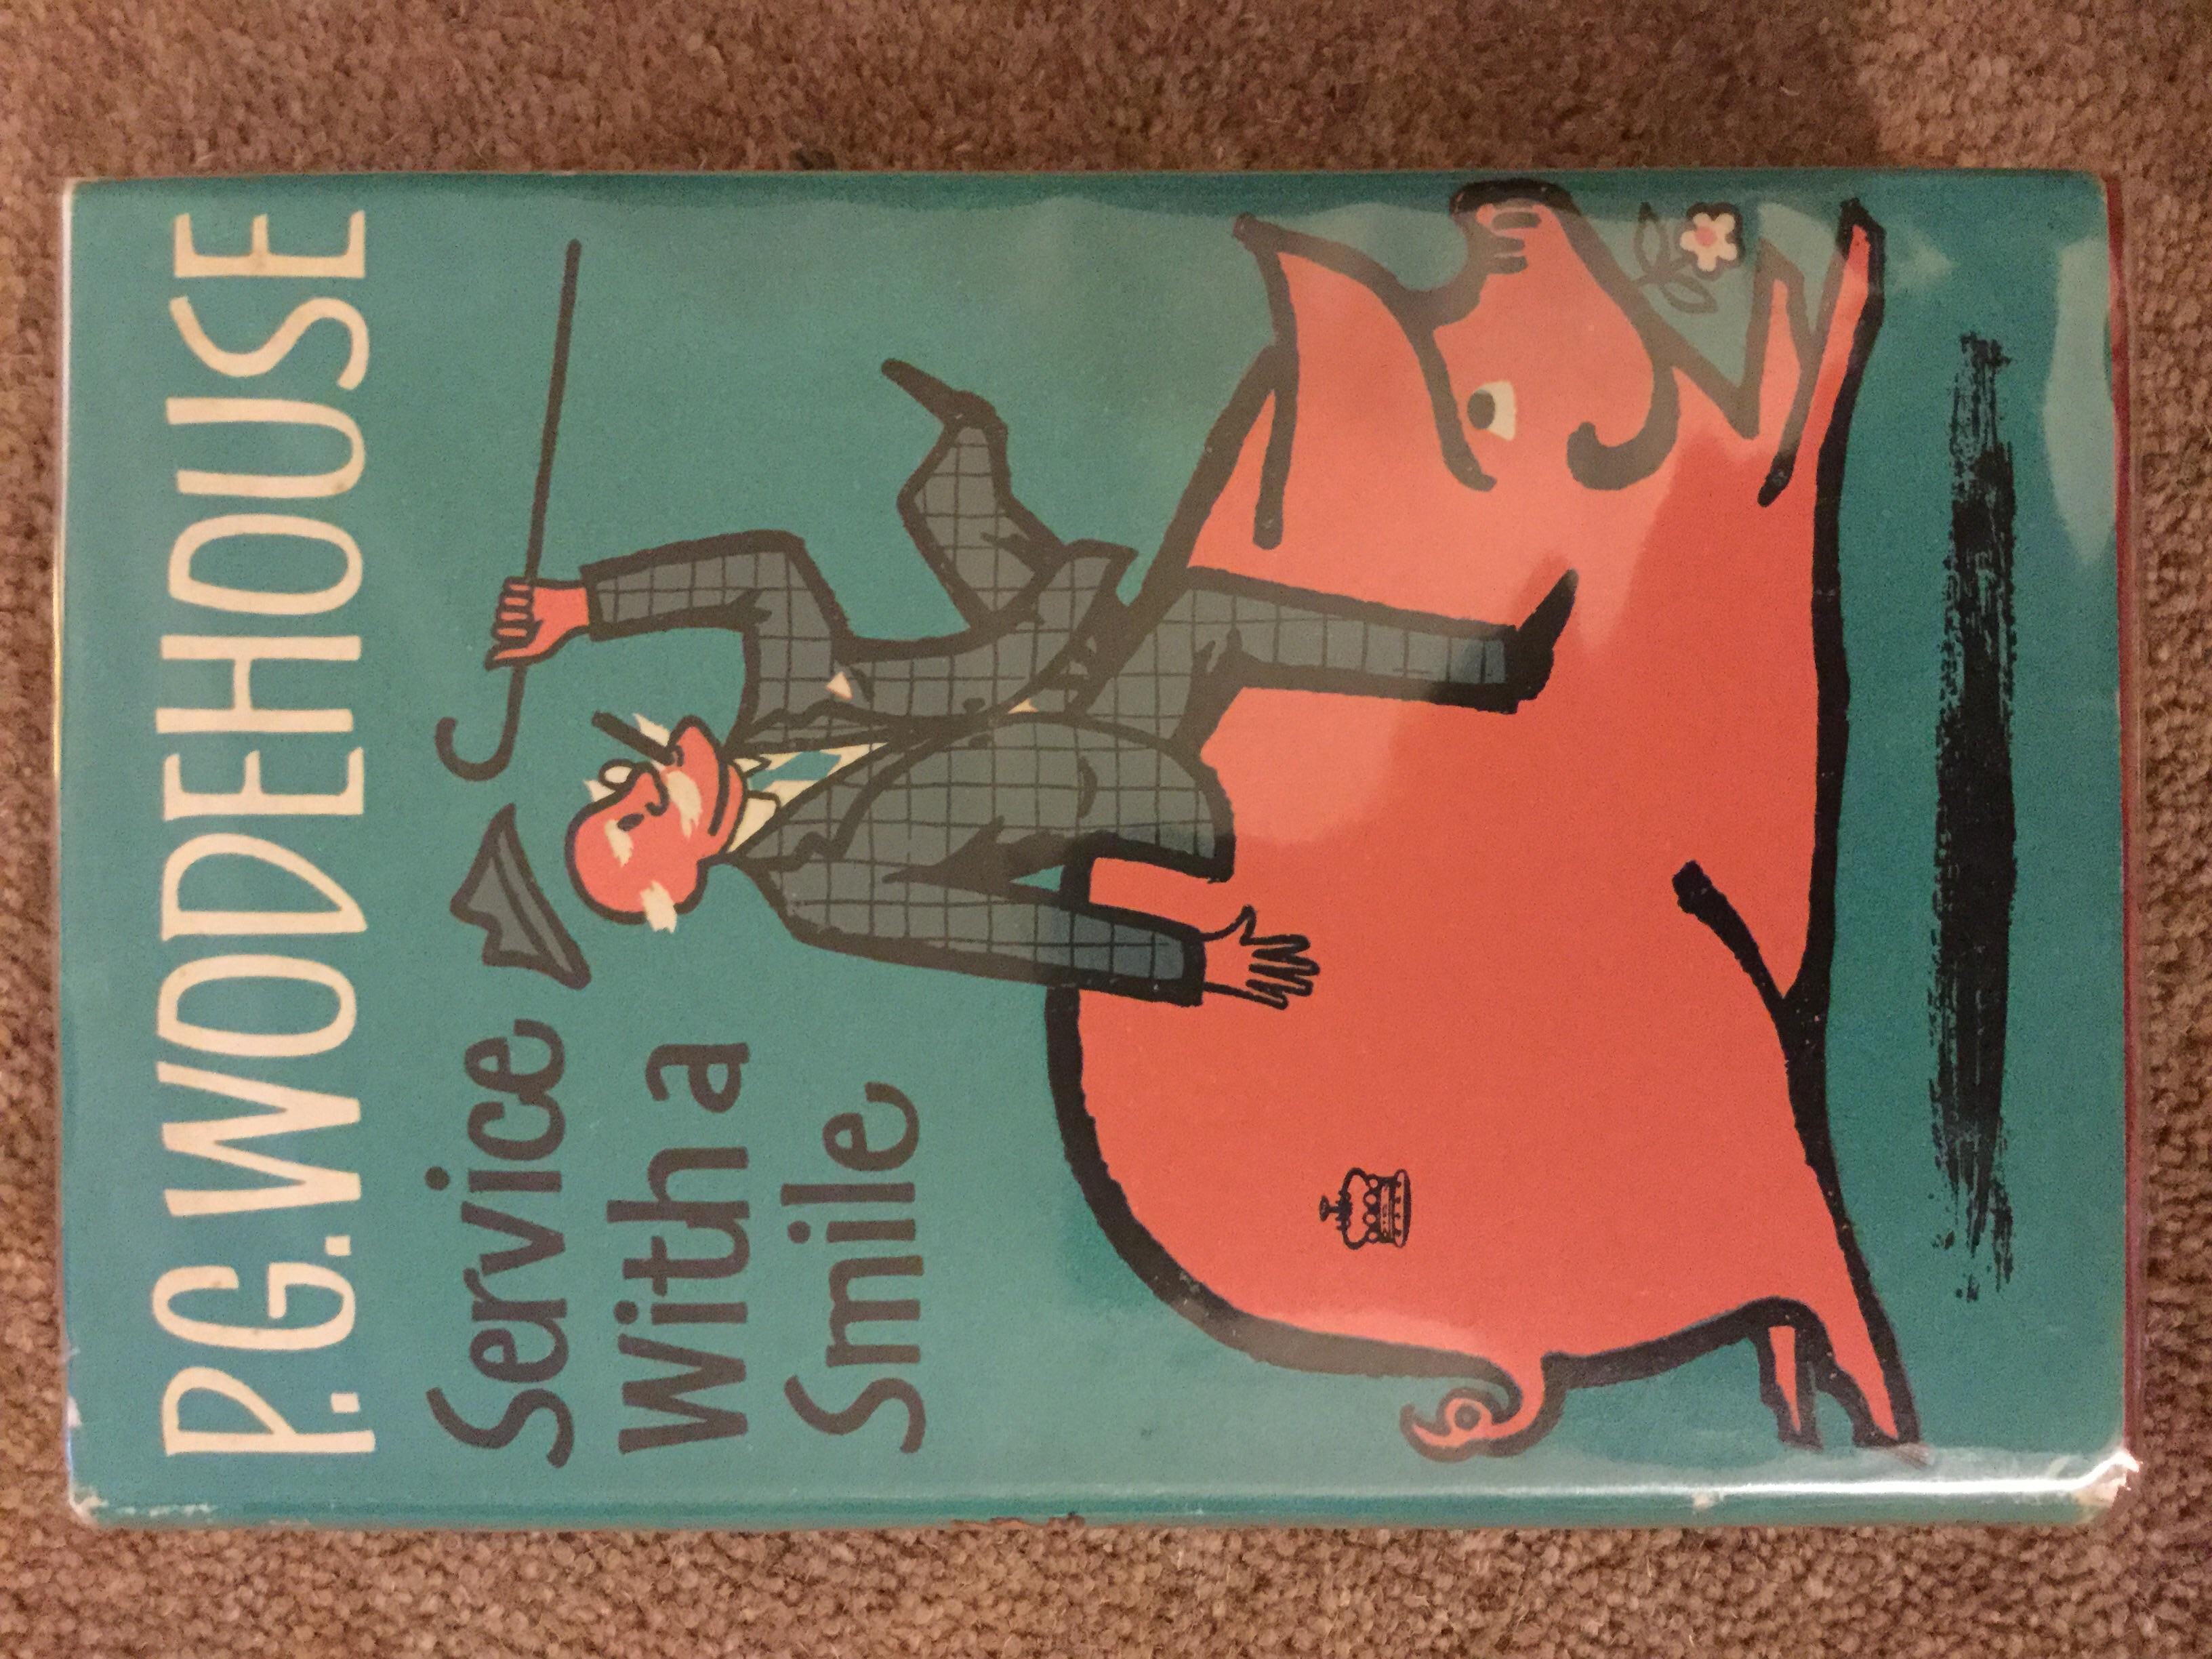 P.G.WODEHOUSE
Service
With a
Smile